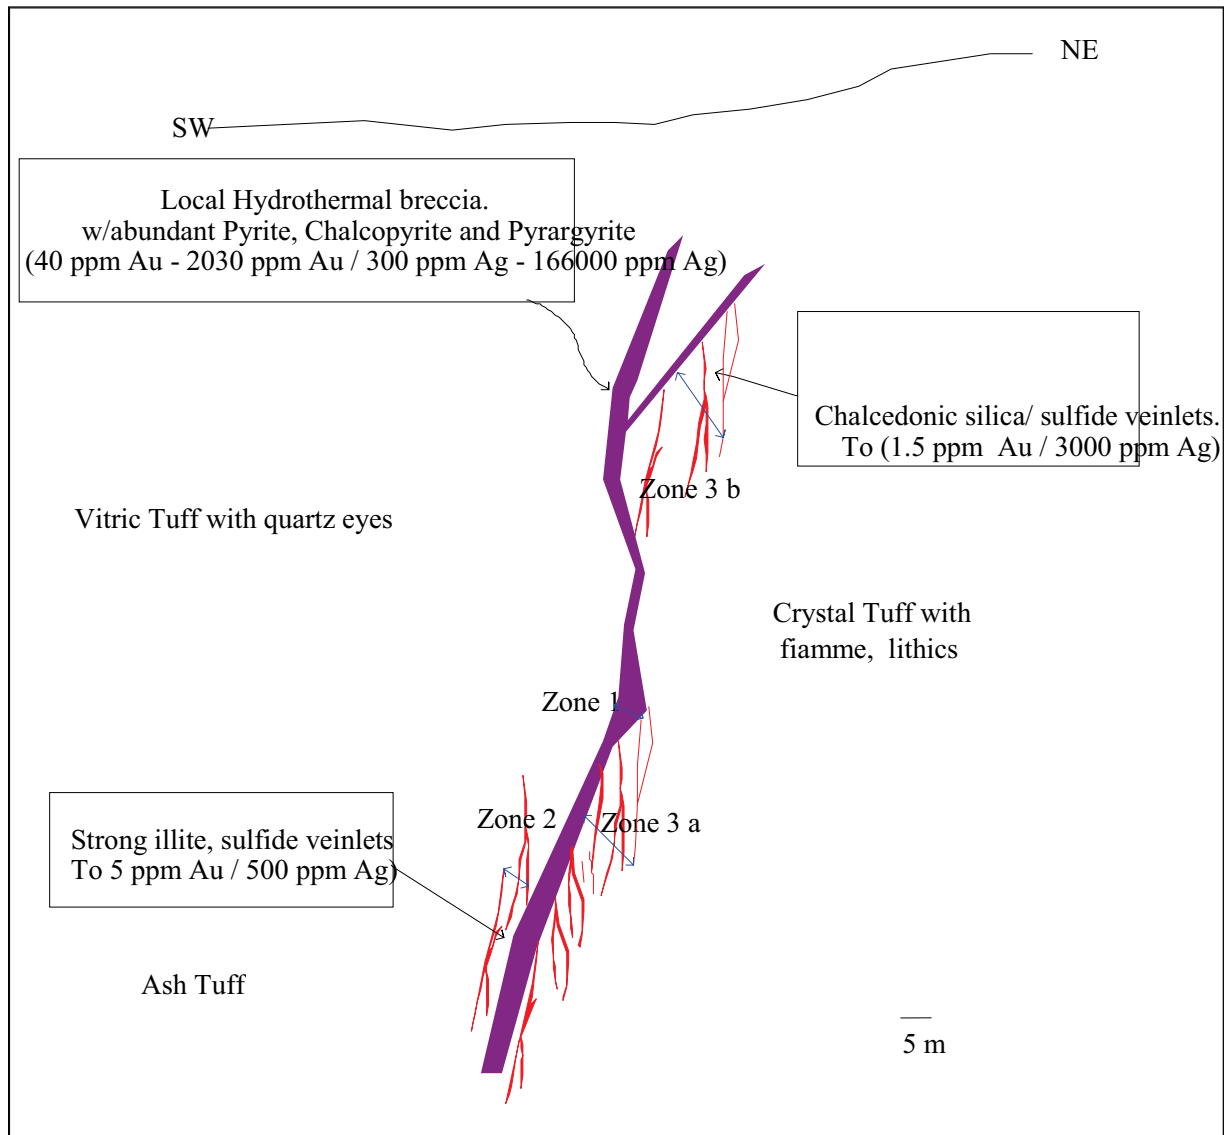 NE
SW
Local Hydrothermal breccia.
w/abundant Pyrite, Chalcopyrite and Pyrargyrite
(40 ppm Au - 2030 ppm Au / 300 ppm Ag - 166000 ppm Ag)
Chalcedonic silica/ sulfide veinlets.
To (1.5 ppm Au / 3000 ppm Ag)
Zone 3 b
Vitric Tuff with quartz eyes
Crystal Tuff with
fiamme, lithics
Zone 1
Zone 2
Zone 3 a
Strong illite, sulfide veinlets
To 5 ppm Au / 500 ppm Ag)
Ash Tuff
5 m